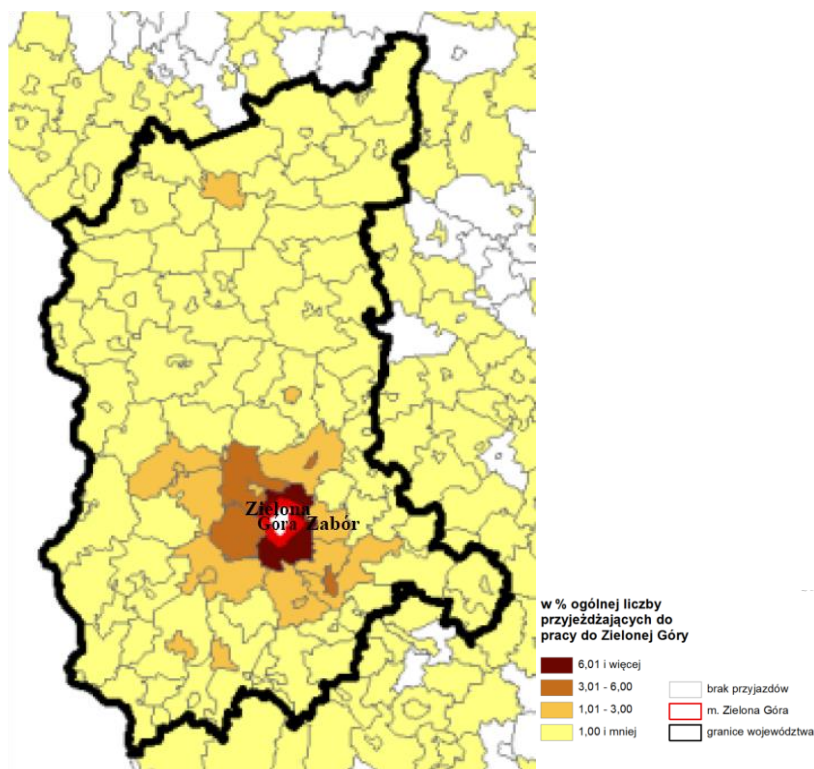 Zielona
Góra Zabór
w % ogólnej liczby
przyjeżdżających do
pracy do Zielonej Góry
6,01 i więcej
3,01 - 6,00
1,01 - 3,00
1,00 i mniej
brak przyjazdów
m. Zielona Góra
granice województwa